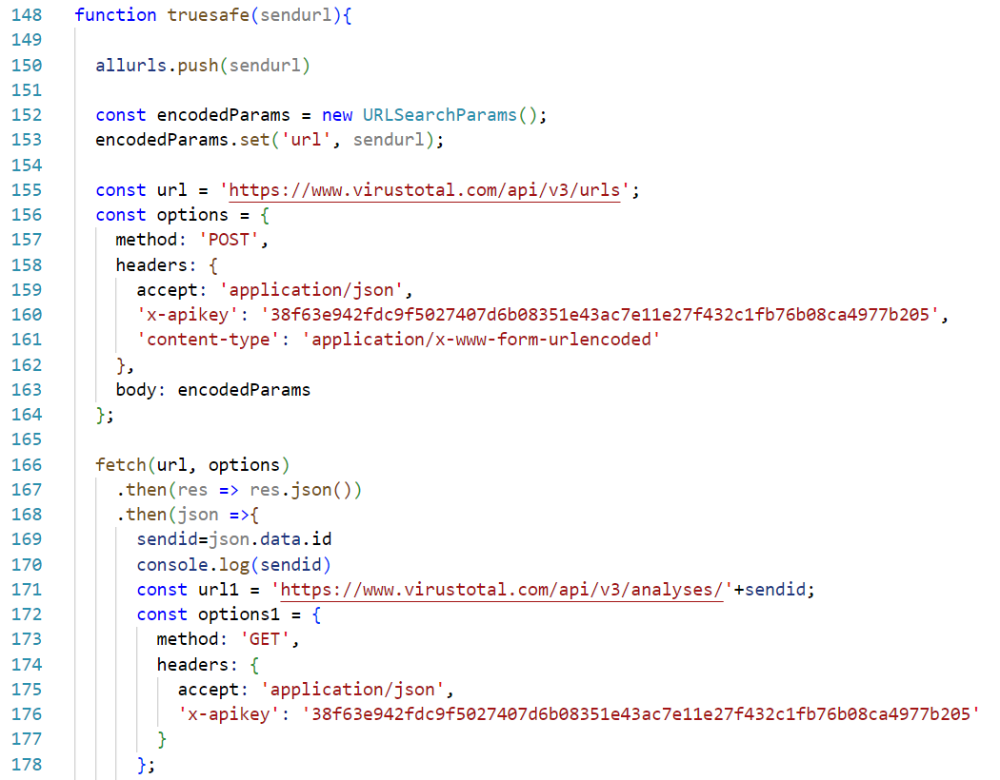 148 function truesafe(sendurl){
149
150 allurls.push(sendurl)
151
152 const encodedParams = new URLSearchParams();
153 encodedParams.set('url', sendurl);
154
155 const url = 'https://www.virustotal.com/api/v3/urls';
156 const options = {
157 method: 'POST',
158 headers: {
159 accept: 'application/json',
160 'x-apikey': '38f63e942fdc9f5027407d6b08351e43ac7e11e27f432c1fb76b08ca4977b205',
161 'content-type': 'application/x-www-form-urlencoded'
162 },
163 body: encodedParams
164 };
165
166 fetch(url, options)
167 .then(res => res.json())
168 .then(json =>{
169 sendid=json.data.id
170 console.log(sendid)
171 const url1 = 'https://www.virustotal.com/api/v3/analyses/'+sendid;
172 const options1 = {
173 method: 'GET',
174 headers: {
175 accept: 'application/json',
176 'x-apikey': '38f63e942fdc9f5027407d6b08351e43ac7e11e27f432c1fb76b08ca4977b205'
177 }
178 };